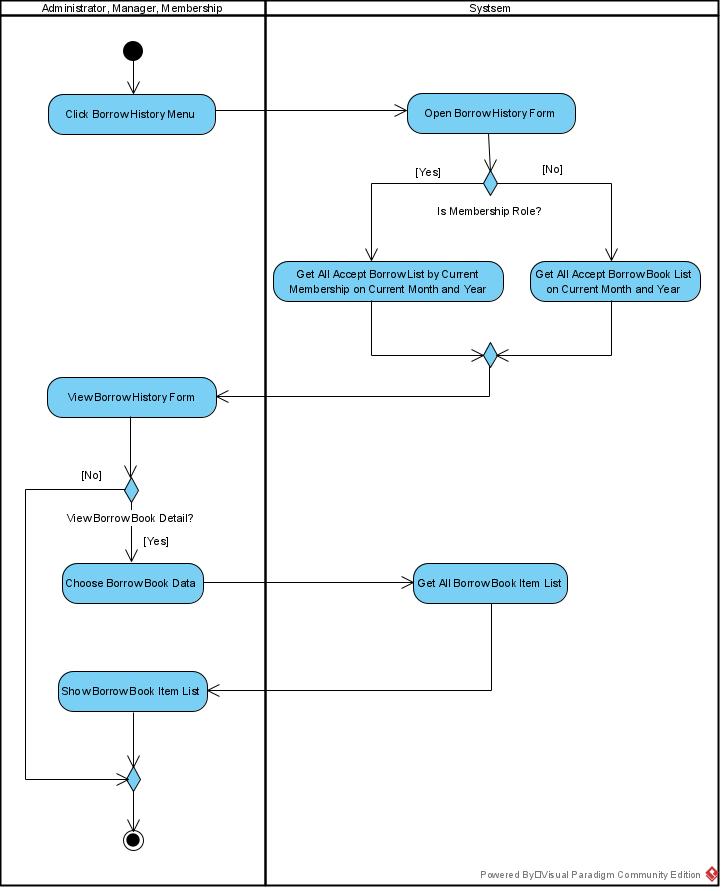 Administrator, Manager, Membership
Systsem
Click BorrowHistory Menu
Open BorrowHistory Form
[Yes]
[No]
Is Membership Role?
Get All Accept BorrowList by Current
Membership on Current Month and Year
Get All Accept BorrowBook List
on Current Month and Year
ViewBorrowHistory Form
[No]
ViewBorrowBook Detail?
[Yes]
Choose BorrowBook Data
Get All BorrowBook Item List
ShowBorrowBook Item List
Powered By□Visual Paradigm Community Edition